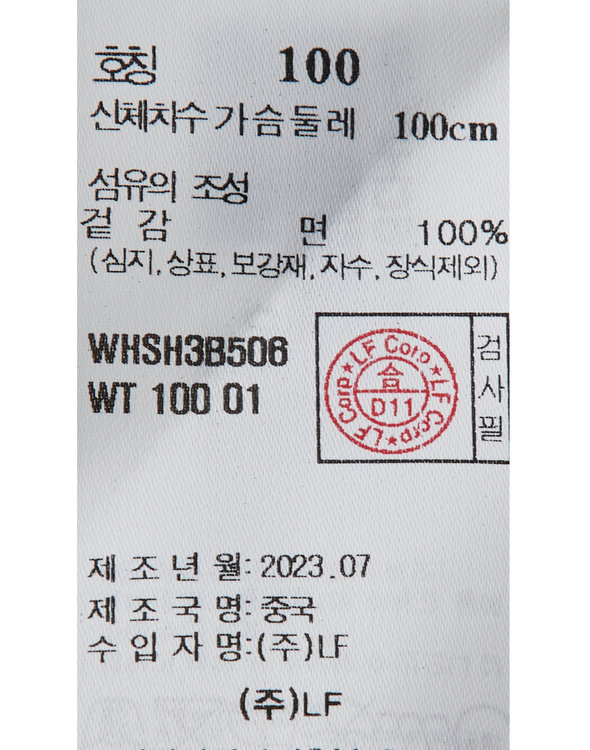 호칭 100
신체치수 가슴둘레 100cm
섬유의 조성
겉 감 면 100%
(심지, 상표, 보강재, 자수, 장식제외)
WHSH3B506
WT 100 01
LF Corp ★ LF Corp ★ LF Corp ★
합
D11
검사필
제 조 년 월: 2023.07
제 조 국 명: 중국
수 입 자 명:(주)LF
(주)LF